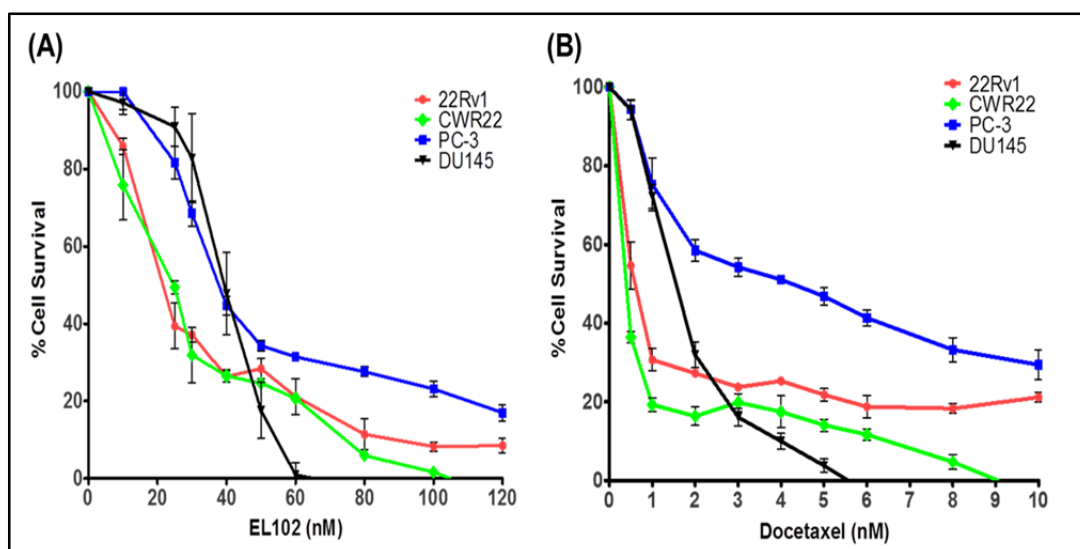 (A)
22Rv1
CWR22
PC-3
DU145
%Cell Survival
100
80
60
40
20
0
0 20 40 60 80 100 120
EL102 (nM)
(B)
22Rv1
CWR22
PC-3
DU145
%Cell Survival
100
80
60
40
20
0
0 1 2 3 4 5 6 7 8 9 10
Docetaxel (nM)